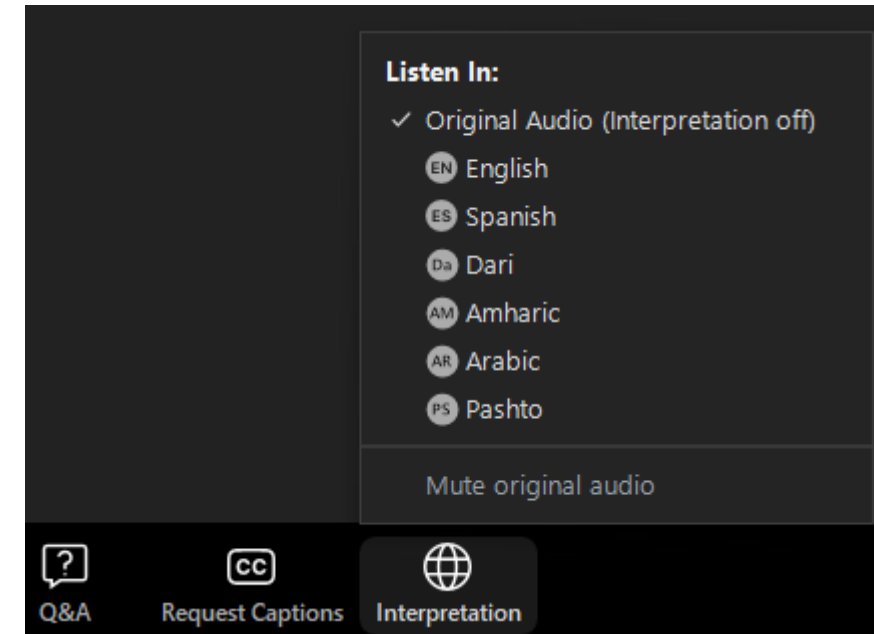 Listen In:
✓ Original Audio (Interpretation off)
EN English
ES Spanish
Da Dari
AM Amharic
AR Arabic
PS Pashto
Mute original audio
? CC
Q&A Request Captions Interpretation